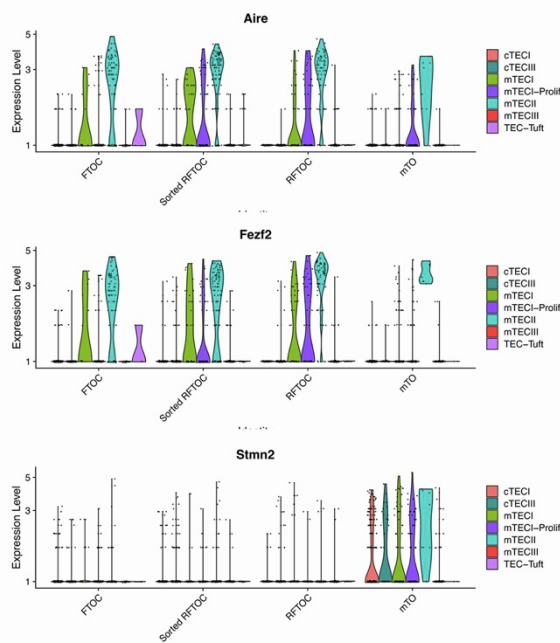 Aire
5
3
1
Expression Level
FTOC
Sorted RFTOC
RFTOC
mTO
cTECI
cTECIII
mTECI
mTECI-Prolif
mTECII
mTECIII
TEC-Tuft
Fezf2
5
3
1
Expression Level
FTOC
Sorted RFTOC
RFTOC
mTO
cTECI
cTECIII
mTECI
mTECI-Prolif
mTECII
mTECIII
TEC-Tuft
Stmn2
5
3
1
Expression Level
FTOC
Sorted RFTOC
RFTOC
mTO
cTECI
cTECIII
mTECI
mTECI-Prolif
mTECII
mTECIII
TEC-Tuft